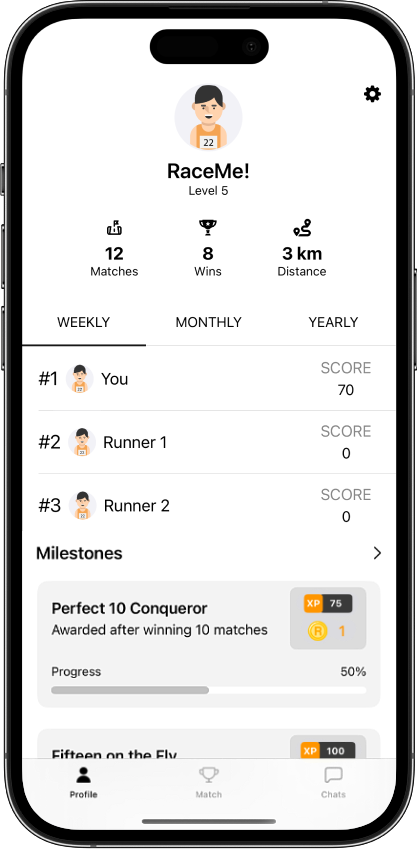 22
RaceMe!
Level 5
12 8 3 km
Matches Wins Distance
WEEKLY MONTHLY YEARLY
#1 You SCORE
70
#2 Runner 1 SCORE
0
#3 Runner 2 SCORE
0
Milestones
Perfect 10 Conqueror XP 75
Awarded after winning 10 matches R 1
Progress 50%
Fifteen on the Fly XP 100
Profile Match Chats